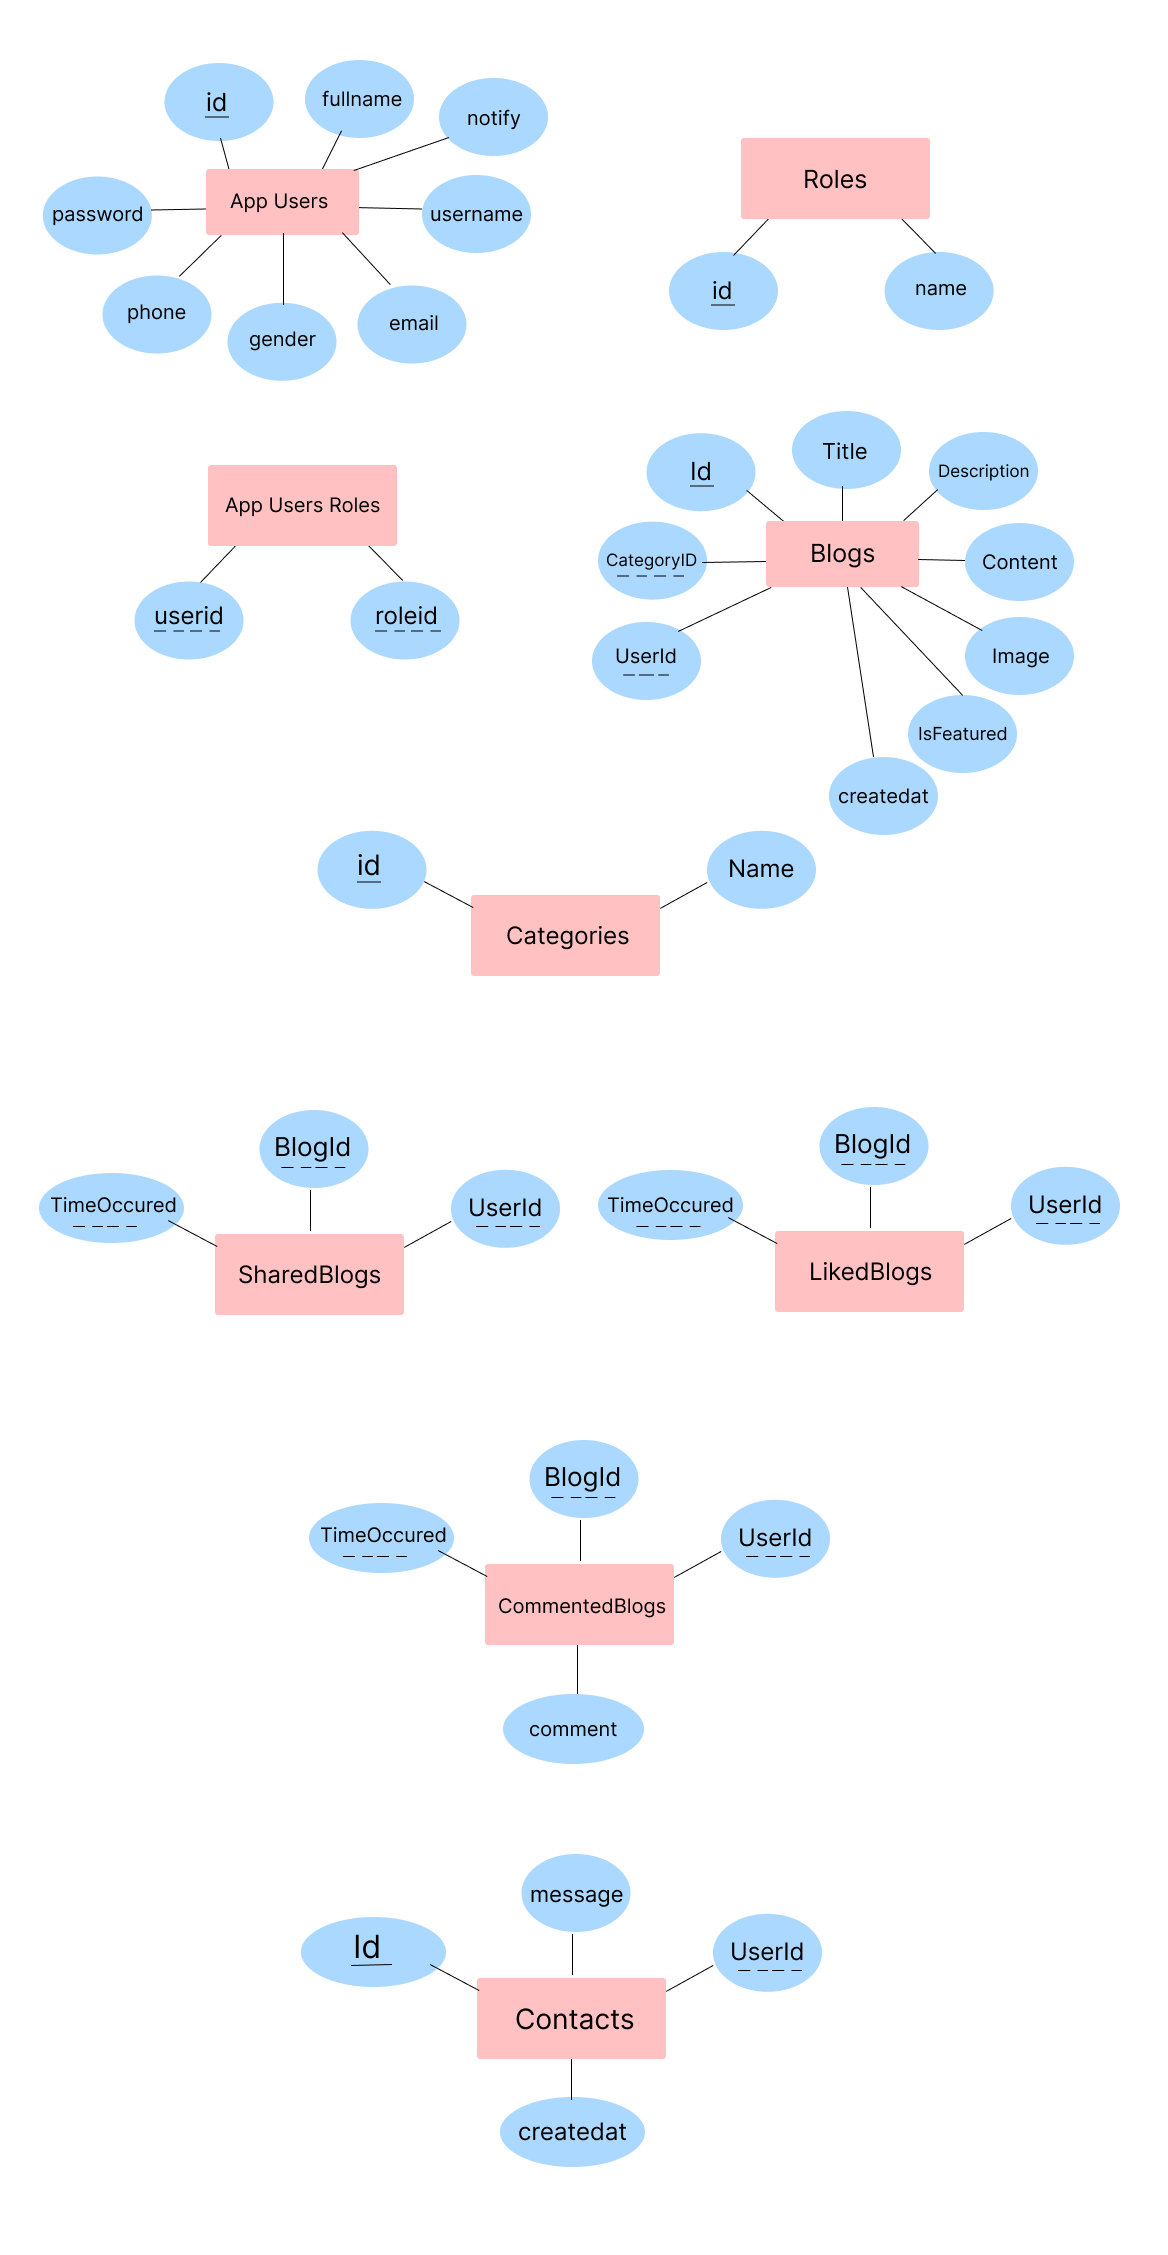 id
fullname
notify
App Users
password
username
phone
gender
email
Roles
id
name
App Users Roles
userid
roleid
Id
Title
Description
CategoryID
Blogs
Content
UserId
Image
IsFeatured
createdat
id
Name
Categories
BlogId
TimeOccured
UserId
SharedBlogs
BlogId
TimeOccured
UserId
LikedBlogs
BlogId
TimeOccured
UserId
CommentedBlogs
comment
message
Id
UserId
Contacts
createdat